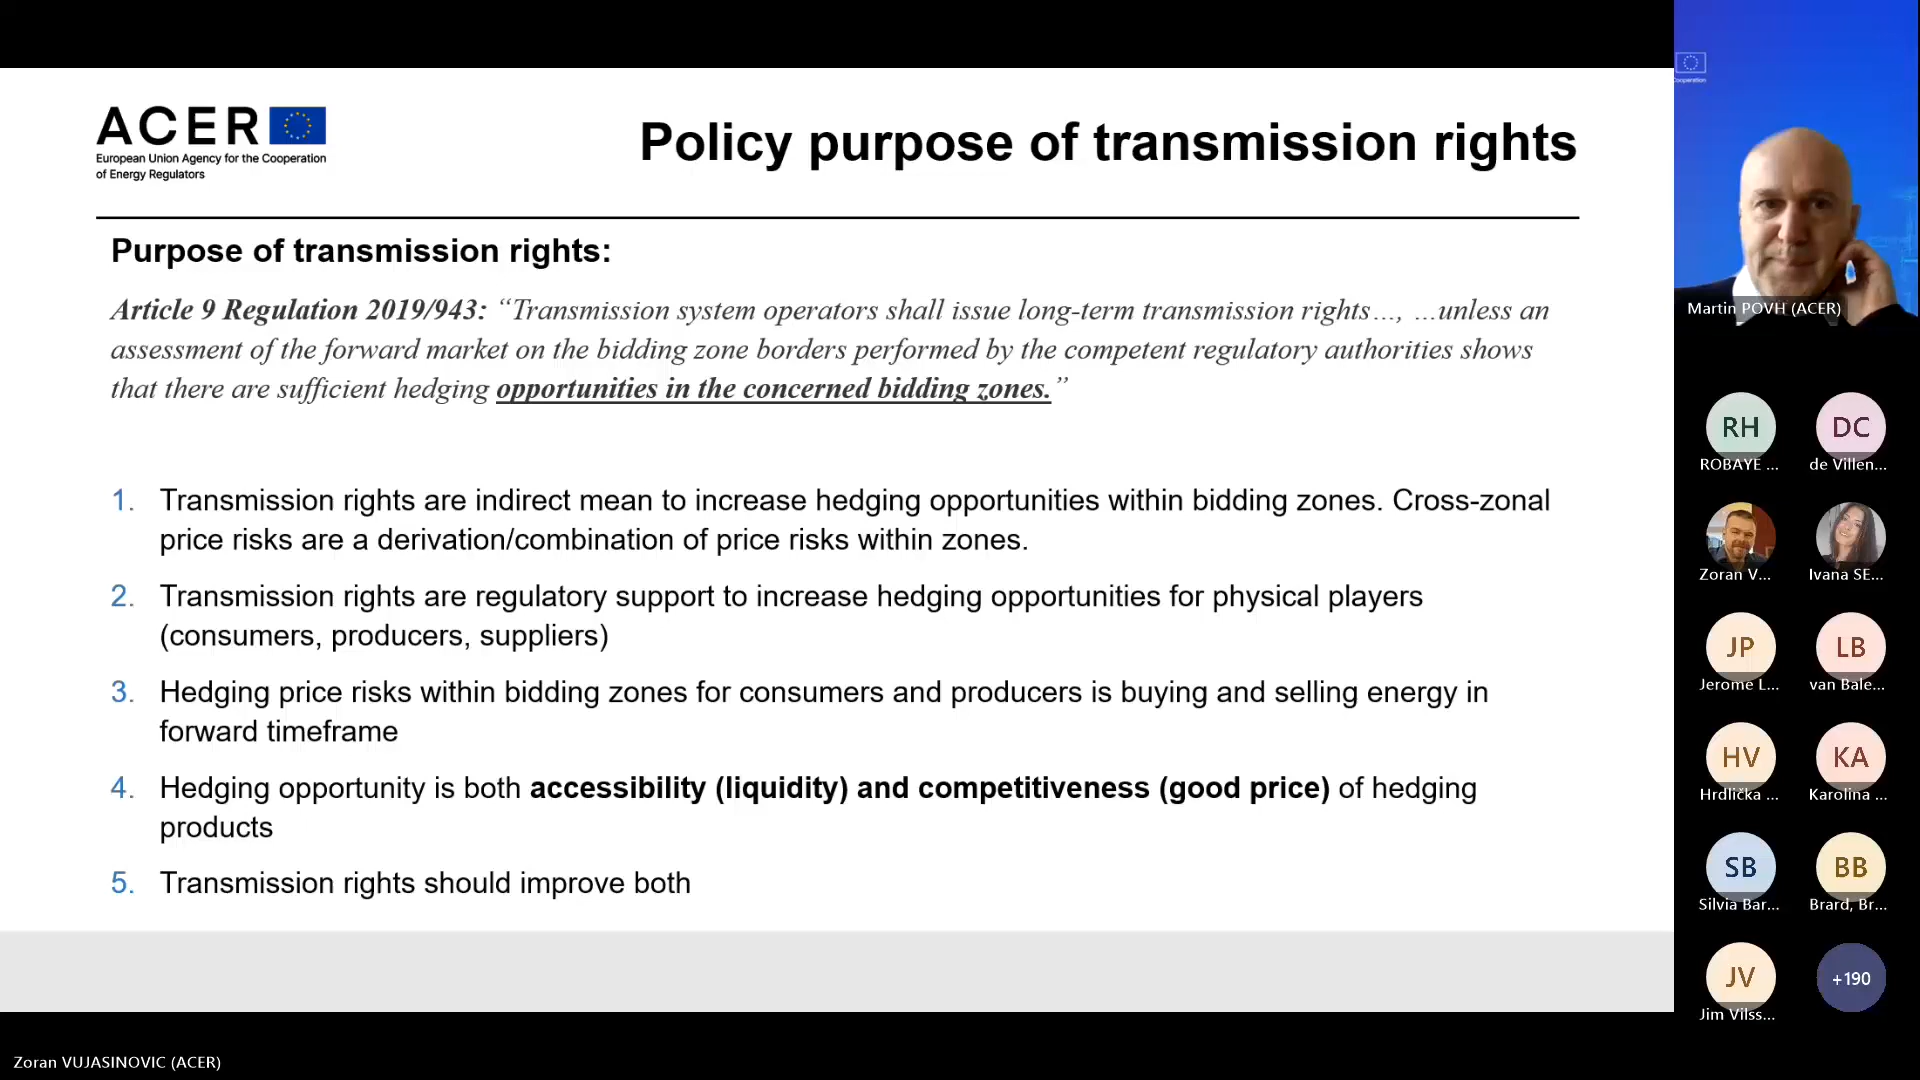 ACER
European Union Agency for the Cooperation
of Energy Regulators
Policy purpose of transmission rights
Purpose of transmission rights:
Article 9 Regulation 2019/943: “Transmission system operators shall issue long-term transmission rights…, …unless an
assessment of the forward market on the bidding zone borders performed by the competent regulatory authorities shows
that there are sufficient hedging opportunities in the concerned bidding zones.”
1. Transmission rights are indirect mean to increase hedging opportunities within bidding zones. Cross-zonal
price risks are a derivation/combination of price risks within zones.
2. Transmission rights are regulatory support to increase hedging opportunities for physical players
(consumers, producers, suppliers)
3. Hedging price risks within bidding zones for consumers and producers is buying and selling energy in
forward timeframe
4. Hedging opportunity is both accessibility (liquidity) and competitiveness (good price) of hedging
products
5. Transmission rights should improve both
Martin POVH (ACER)
RH
DC
ROBAYE ...
de Villen...
Zoran V...
Ivana SE...
JP
LB
Jerome L...
van Bale...
HV
KA
Hrdlička ...
Karolina ...
SB
BB
Silvia Bar...
Brard, Br...
JV
+190
Jim Vilss...
Zoran VUJASINOVIC (ACER)